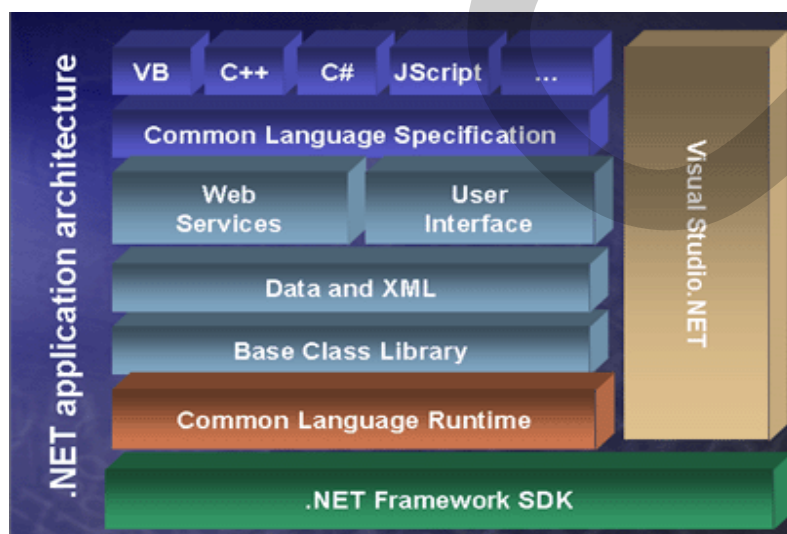 .NET application architecture
VB C++ C# JScript ...
Common Language Specification
Web
Services
User
Interface
Data and XML
Base Class Library
Common Language Runtime
.NET Framework SDK
Visual Studio.NET